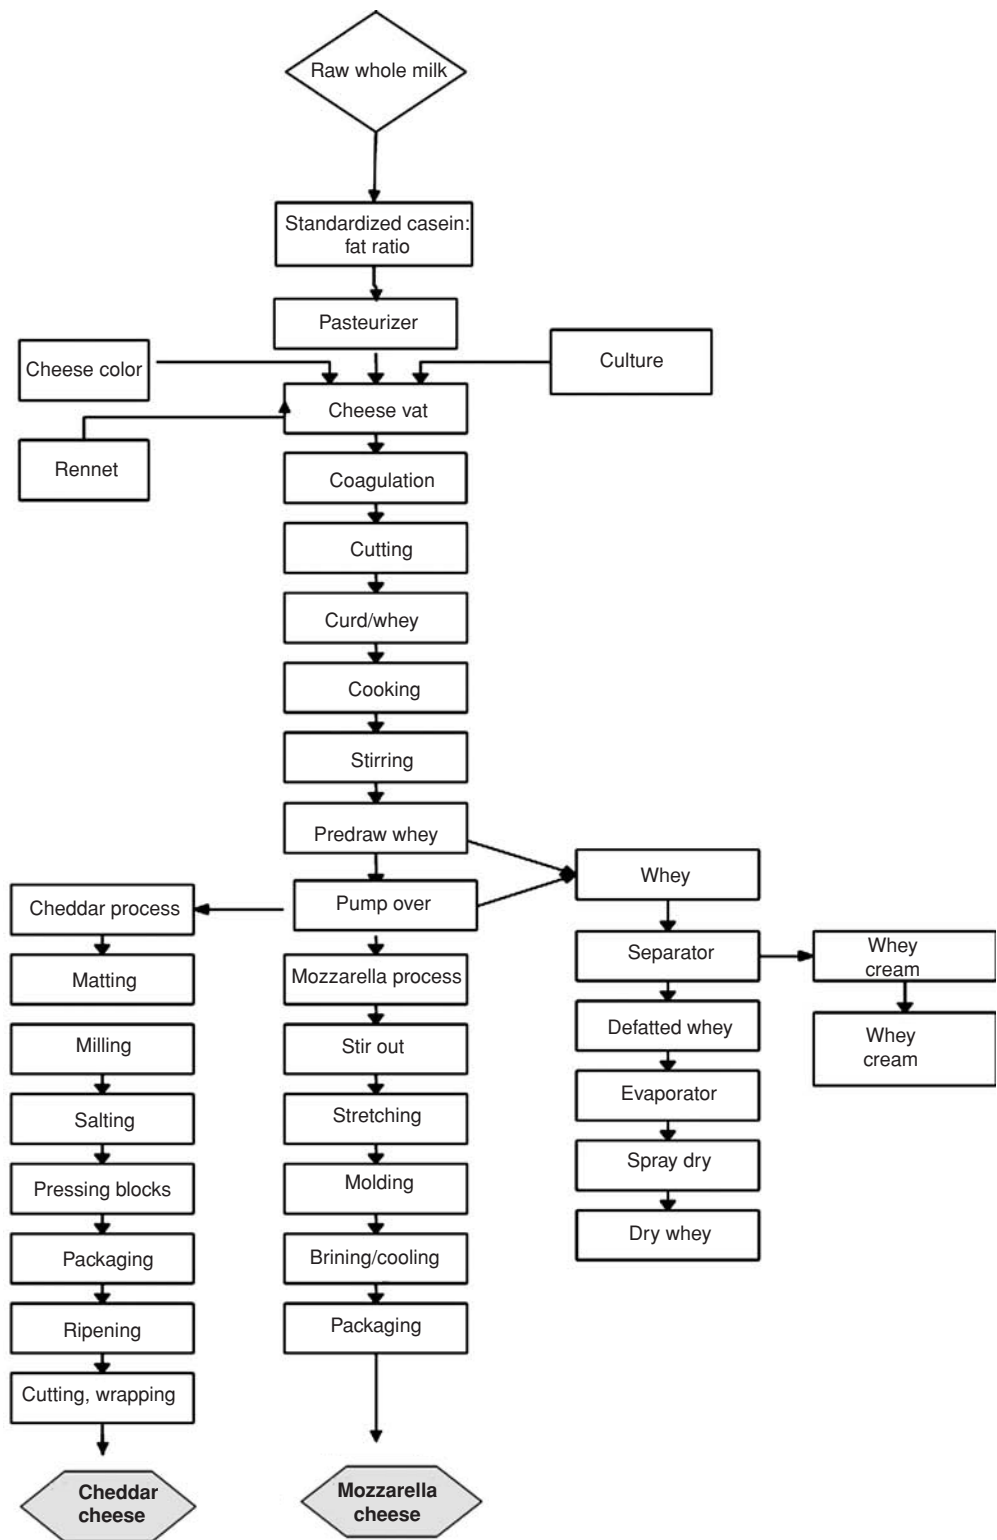 Raw whole milk
Standardized casein:
fat ratio
Pasteurizer
Cheese color
Culture
Cheese vat
Rennet
Coagulation
Cutting
Curd/whey
Cooking
Stirring
Predraw whey
Whey
Cheddar process
Pump over
Matting
Mozzarella process
Separator
Whey
cream
Milling
Stir out
Defatted whey
Whey
cream
Salting
Stretching
Evaporator
Pressing blocks
Molding
Spray dry
Packaging
Brining/cooling
Dry whey
Ripening
Packaging
Cutting, wrapping
Cheddar
cheese
Mozzarella
cheese